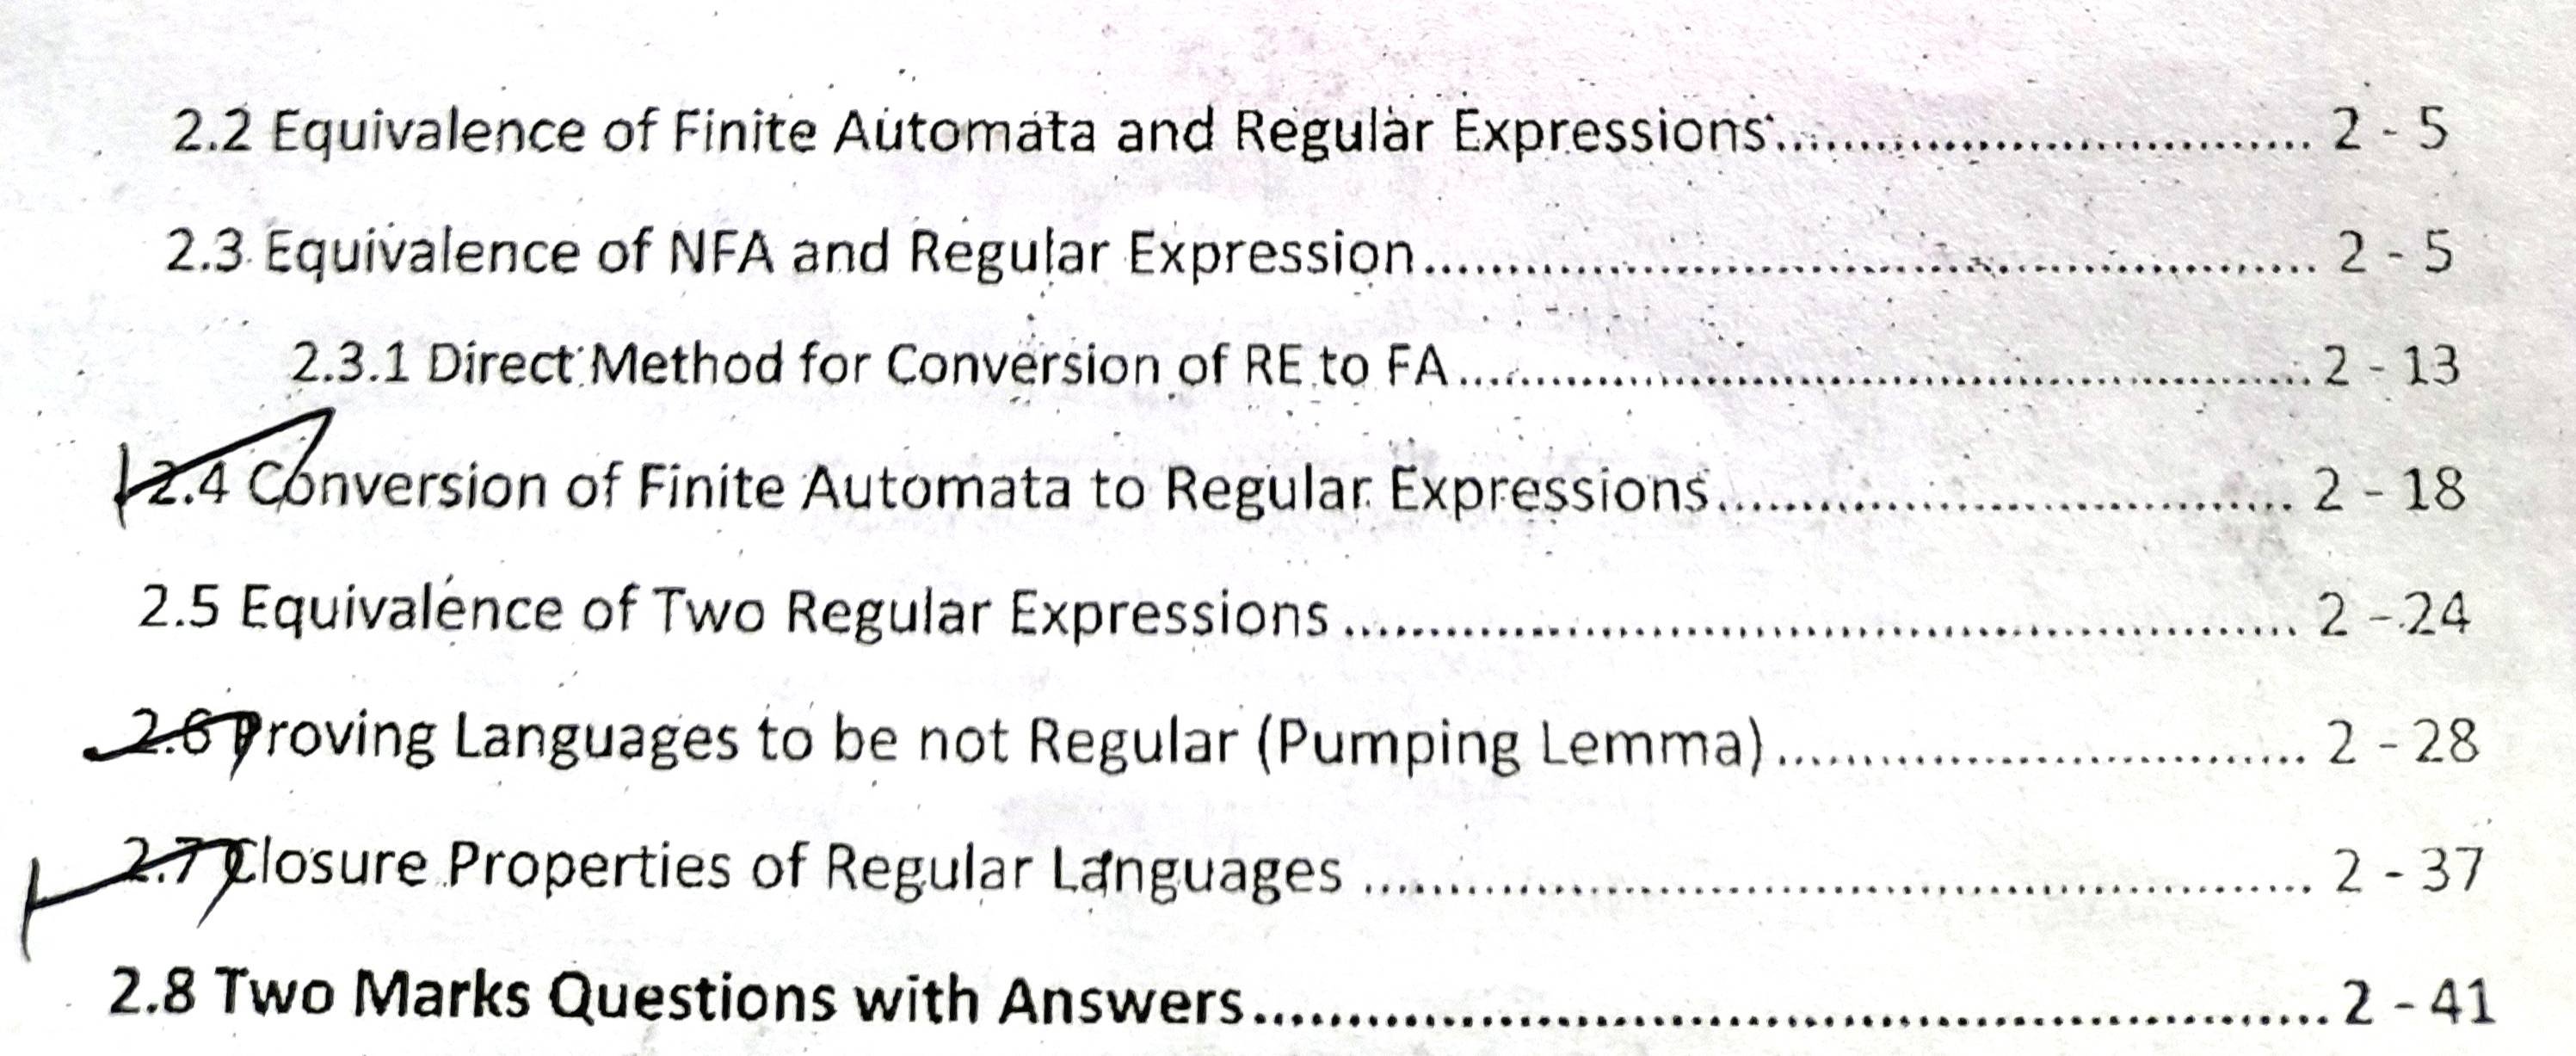 2.2 Equivalence of Finite Automata and Regular Expressions.................................. 2 - 5
2.3 Equivalence of NFA and Regular Expression.......................................................... 2 - 5
2.3.1 Direct Method for Conversion of RE to FA....................................................... 2 - 13
2.4 Conversion of Finite Automata to Regular Expressions..................................... 2 - 18
2.5 Equivalence of Two Regular Expressions ............................................................. 2 - 24
2.6 Proving Languages to be not Regular (Pumping Lemma).................................. 2 - 28
2.7 Closure Properties of Regular Languages ............................................................. 2 - 37
2.8 Two Marks Questions with Answers..................................................................... 2 - 41